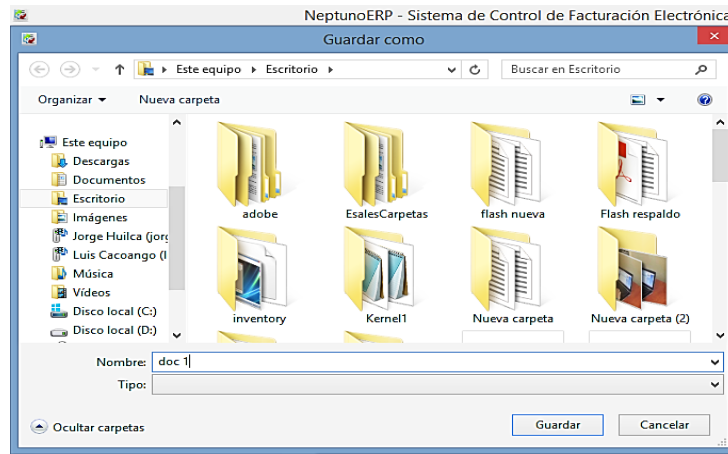 NeptunoERP - Sistema de Control de Facturación Electrónica
Guardar como
Este equipo Escritorio
Buscar en Escritorio
Organizar
Nueva carpeta
Este equipo
Descargas
Documentos
Escritorio
Imágenes
Jorge Huilca (jorg
Luis Cacoango (l
Música
Vídeos
Disco local (C:)
Disco local (D:)
adobe
EsalesCarpetas
flash nueva
Flash respaldo
inventory
Kernel1
Nueva carpeta
Nueva carpeta (2)
Nombre: doc 1
Tipo:
Ocultar carpetas
Guardar
Cancelar